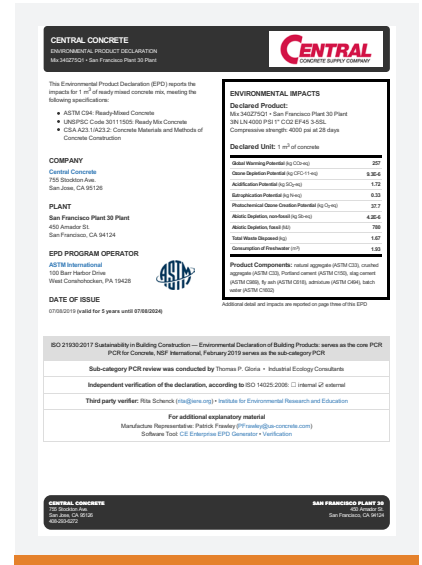 CENTRAL CONCRETE
ENVIRONMENTAL PRODUCT DECLARATION
Mix 340Z75Q1 • San Francisco Plant 30 Plant
CENTRAL
CONCRETE SUPPLY COMPANY
This Environmental Product Declaration (EPD) reports the
impacts for 1 m³ of ready mixed concrete mix, meeting the
following specifications:
• ASTM C94: Ready-Mixed Concrete
• UNSPSC Code 30111505: Ready Mix Concrete
• CSA A23.1/A23.2: Concrete Materials and Methods of
Concrete Construction
COMPANY
Central Concrete
755 Stockton Ave.
San Jose, CA 95126
PLANT
San Francisco Plant 30 Plant
450 Amador St.
San Francisco, CA 94124
EPD PROGRAM OPERATOR
ASTM International
100 Barr Harbor Drive
West Conshohocken, PA 19428
ASTM
DATE OF ISSUE
07/08/2019 (valid for 5 years until 07/08/2024)
ENVIRONMENTAL IMPACTS
Declared Product:
Mix 340Z75Q1 • San Francisco Plant 30 Plant
3IN LN 4000 PSI 1" CO2 EF45 3-5SL
Compressive strength: 4000 psi at 28 days
Declared Unit: 1 m³ of concrete
Global Warming Potential (kg CO₂-eq) 257
Ozone Depletion Potential (kg CFC-11-eq) 9.3E-6
Acidification Potential (kg SO₂-eq) 1.72
Eutrophication Potential (kg N-eq) 0.33
Photochemical Ozone Creation Potential (kg O₃-eq) 37.7
Abiotic Depletion, non-fossil (kg Sb-eq) 4.2E-6
Abiotic Depletion, fossil (MJ) 788
Total Waste Disposed (kg) 1.67
Consumption of Freshwater (m³) 1.93
Product Components: natural aggregate (ASTM C33), crushed
aggregate (ASTM C33), Portland cement (ASTM C150), slag cement
(ASTM C989), fly ash (ASTM C618), admixture (ASTM C494), batch
water (ASTM C1602)
Additional detail and impacts are reported on page three of this EPD
ISO 21930:2017 Sustainability in Building Construction — Environmental Declaration of Building Products: serves as the core PCR
PCR for Concrete, NSF International, February 2019 serves as the sub-category PCR
Sub-category PCR review was conducted by Thomas P. Gloria • Industrial Ecology Consultants
Independent verification of the declaration, according to ISO 14025:2006: ☐ internal ☑ external
Third party verifier: Rita Schenck (rita@iere.org) • Institute for Environmental Research and Education
For additional explanatory material
Manufacture Representative: Patrick Frawley (PFrawley@us-concrete.com)
Software Tool: CE Enterprise EPD Generator • Verification
CENTRAL CONCRETE
755 Stockton Ave.
San Jose, CA 95126
408-293-6272
SAN FRANCISCO PLANT 30
450 Amador St.
San Francisco, CA 94124